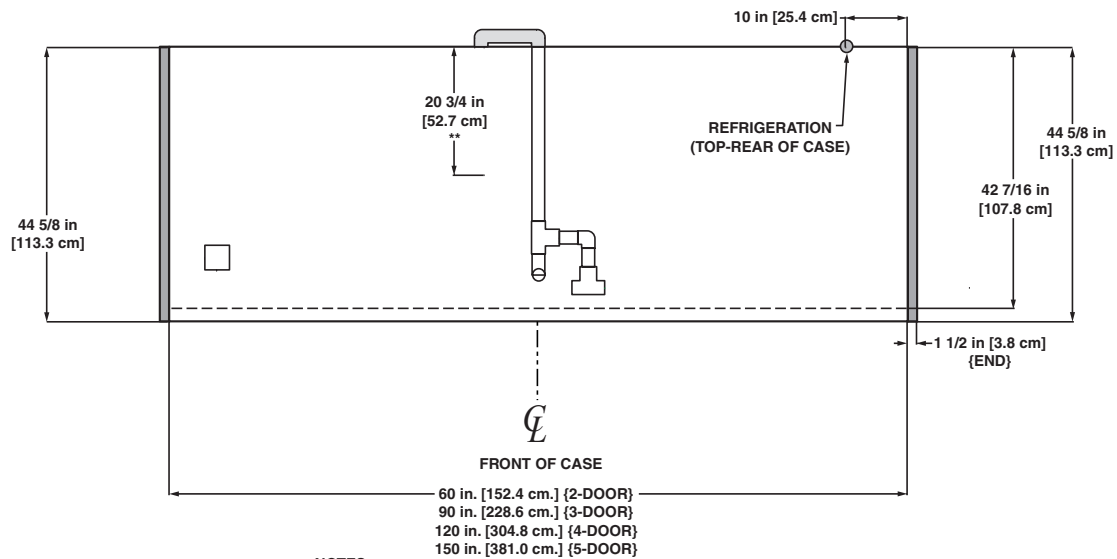 10 in [25.4 cm]
20 3/4 in
[52.7 cm]
**
REFRIGERATION
(TOP-REAR OF CASE)
44 5/8 in
[113.3 cm]
42 7/16 in
[107.8 cm]
44 5/8 in
[113.3 cm]
1 1/2 in [3.8 cm]
{END}
CL
FRONT OF CASE
60 in. [152.4 cm.] {2-DOOR}
90 in. [228.6 cm.] {3-DOOR}
120 in. [304.8 cm.] {4-DOOR}
150 in. [381.0 cm.] {5-DOOR}